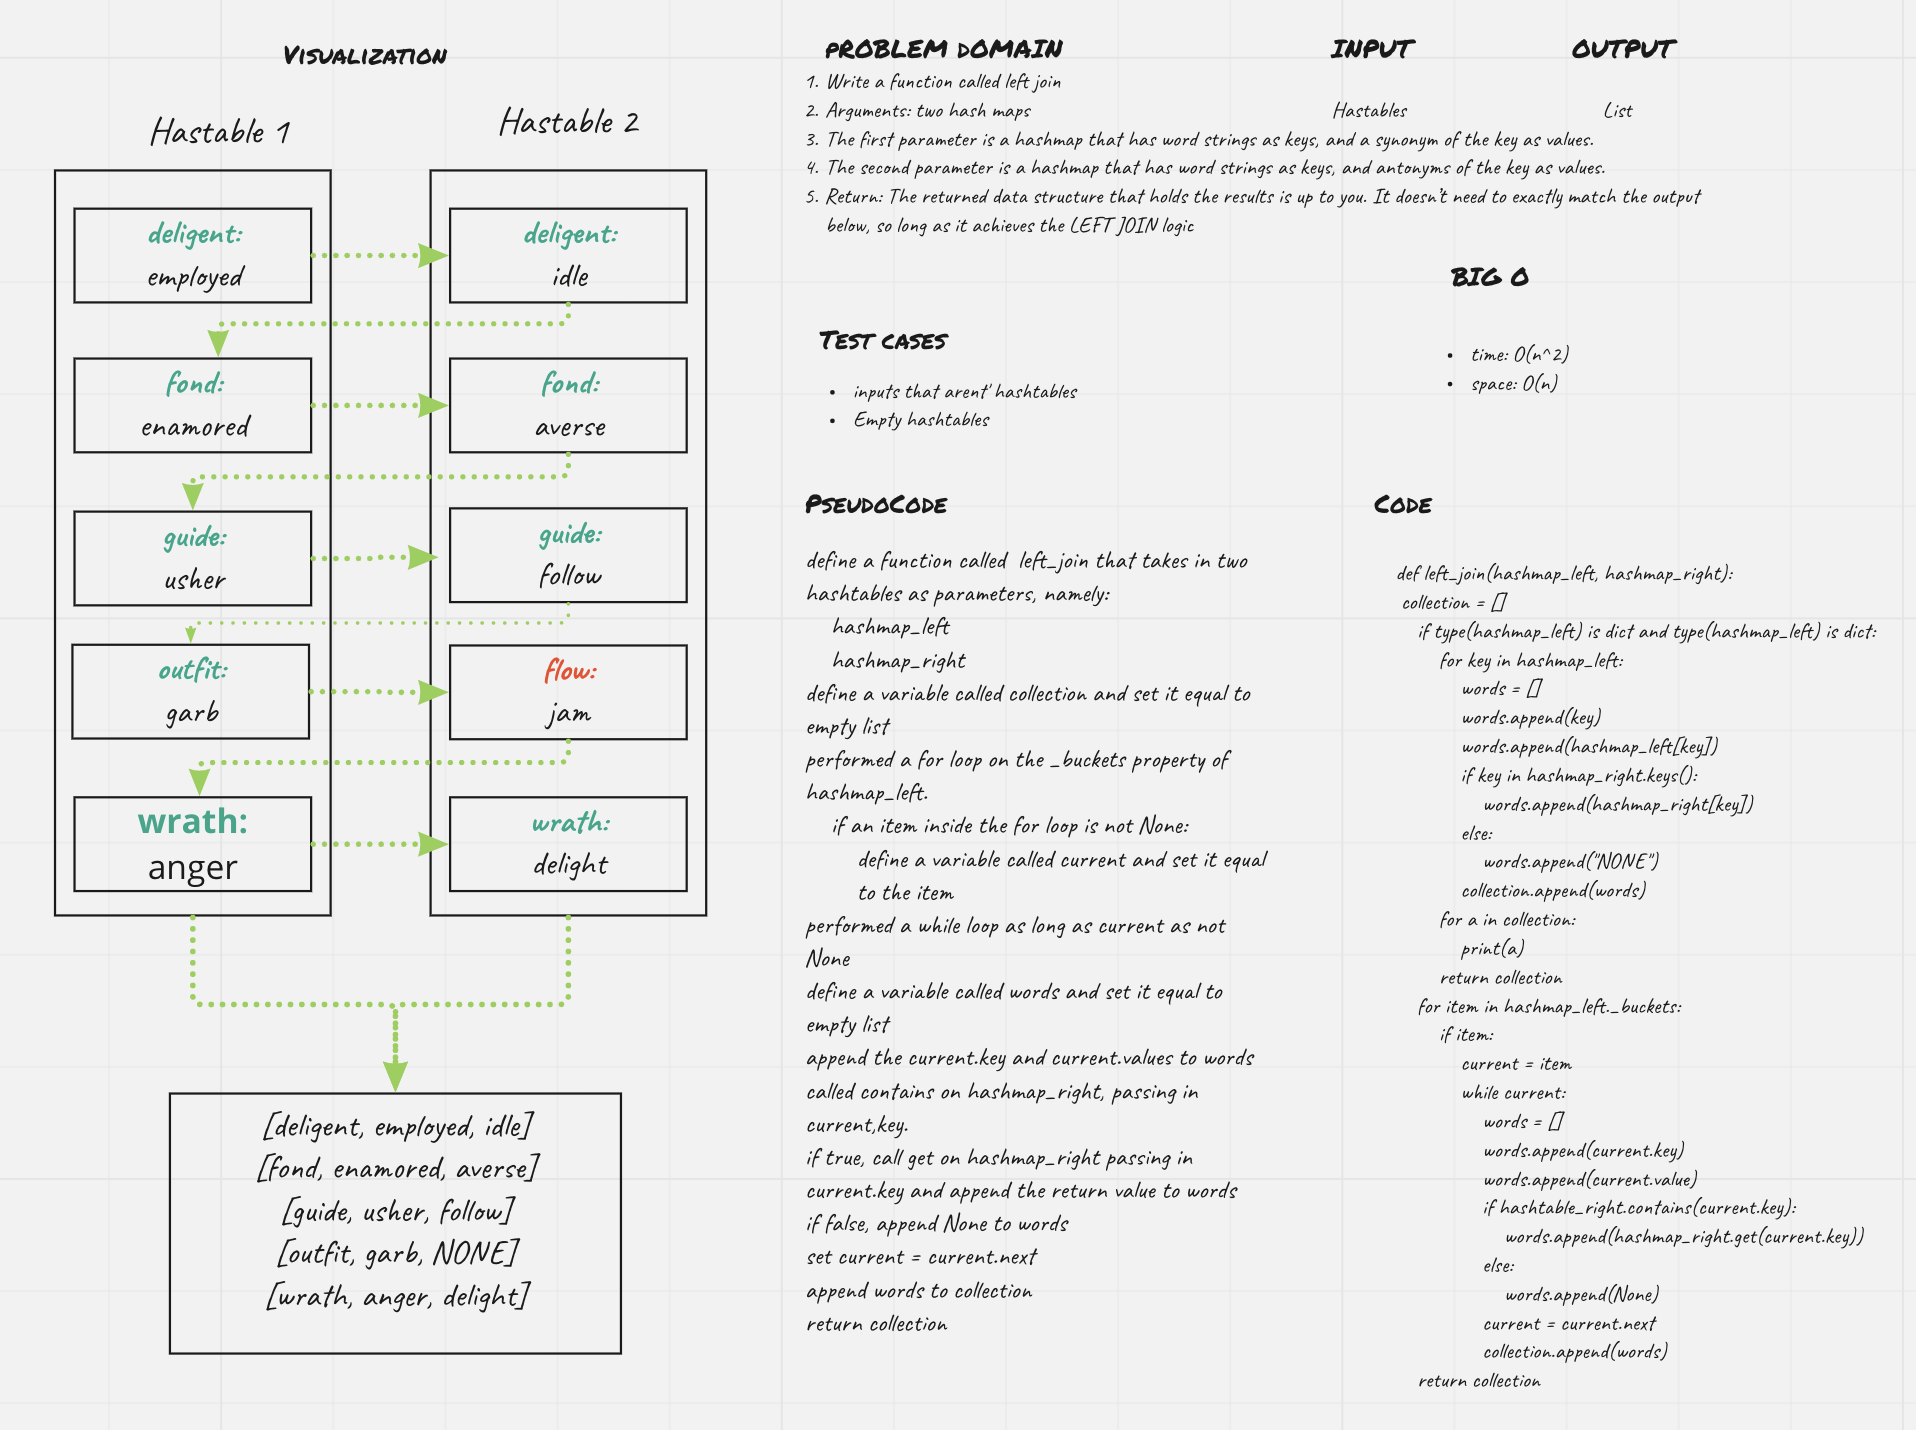 Visualization
Hastable 1
Hastable 2
deligent:
employed
deligent:
idle
fond:
enamored
fond:
averse
guide:
usher
guide:
follow
outfit:
garb
flow:
jam
wrath:
anger
wrath:
delight
[deligent, employed, idle]
[fond, enamored, averse]
[guide, usher, follow]
[outfit, garb, NONE]
[wrath, anger, delight]
PROBLEM DOMAIN
INPUT
OUTPUT
1. Write a function called left join
2. Arguments: two hash maps
Hastables
List
3. The first parameter is a hashmap that has word strings as keys, and a synonym of the key as values.
4. The second parameter is a hashmap that has word strings as keys, and antonyms of the key as values.
5. Return: The returned data structure that holds the results is up to you. It doesn't need to exactly match the output
below, so long as it achieves the LEFT JOIN logic
BIG O
• time: O(n^2)
• space: O(n)
Test cases
• inputs that arent' hashtables
• Empty hashtables
PseudoCode
define a function called left_join that takes in two
hashtables as parameters, namely:
hashmap_left
hashmap_right
define a variable called collection and set it equal to
empty list
performed a for loop on the _buckets property of
hashmap_left.
if an item inside the for loop is not None:
define a variable called current and set it equal
to the item
performed a while loop as long as current as not
None
define a variable called words and set it equal to
empty list
append the current.key and current.values to words
called contains on hashmap_right, passing in
current,key.
if true, call get on hashmap_right passing in
current.key and append the return value to words
if false, append None to words
set current = current.next
append words to collection
return collection
Code
def left_join(hashmap_left, hashmap_right):
collection = []
if type(hashmap_left) is dict and type(hashmap_left) is dict:
for key in hashmap_left:
words = []
words.append(key)
words.append(hashmap_left[key])
if key in hashmap_right.keys():
words.append(hashmap_right[key])
else:
words.append("NONE")
collection.append(words)
for a in collection:
print(a)
return collection
for item in hashmap_left._buckets:
if item:
current = item
while current:
words = []
words.append(current.key)
words.append(current.value)
if hashtable_right.contains(current.key):
words.append(hashmap_right.get(current.key))
else:
words.append(None)
current = current.next
collection.append(words)
return collection